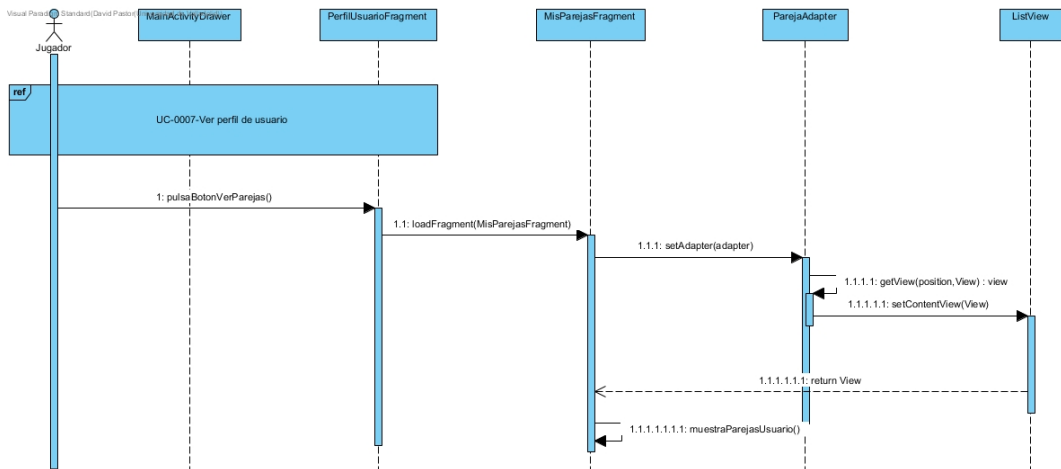 Visual Paradigm Standard(David Pastor(
MainActivityDrawer
PerfilUsuarioFragment
MisParejasFragment
ParejaAdapter
ListView
Jugador
ref
UC-0007-Ver perfil de usuario
1: pulsaBotonVerParejas()
1.1: loadFragment(MisParejasFragment)
1.1.1: setAdapter(adapter)
1.1.1.1: getView(position,View) : view
1.1.1.1.1: setContentView(View)
1.1.1.1.1.1: return View
1.1.1.1.1.1.1: muestraParejasUsuario()